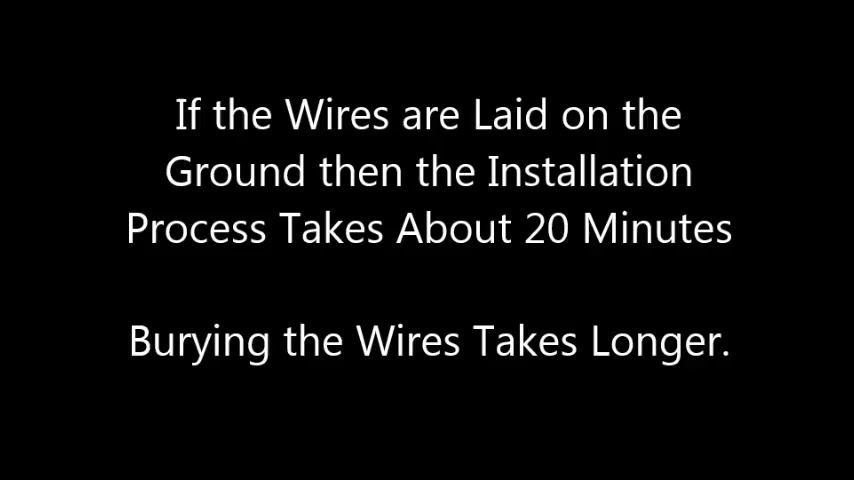 If the Wires are Laid on the
Ground then the Installation
Process Takes About 20 Minutes
Burying the Wires Takes Longer.